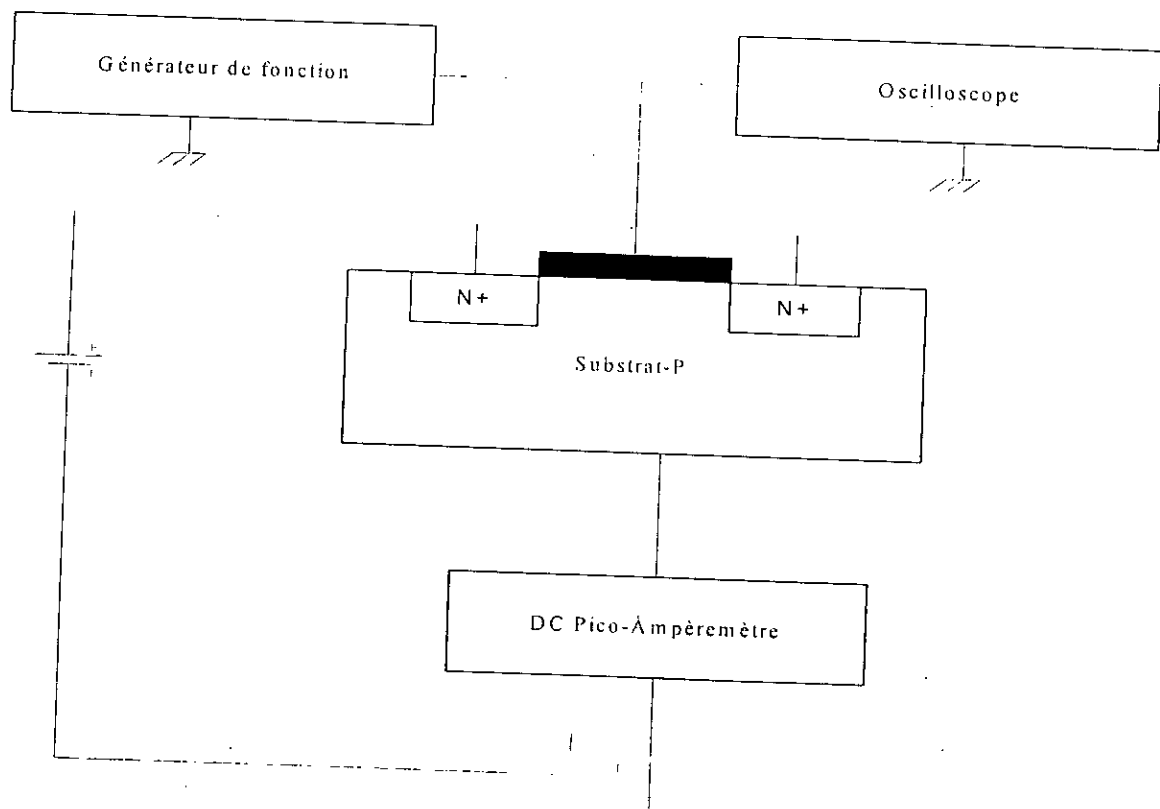 Générateur de fonction
Oscilloscope
N+
N+
Substrat-P
DC Pico-Ampèremètre